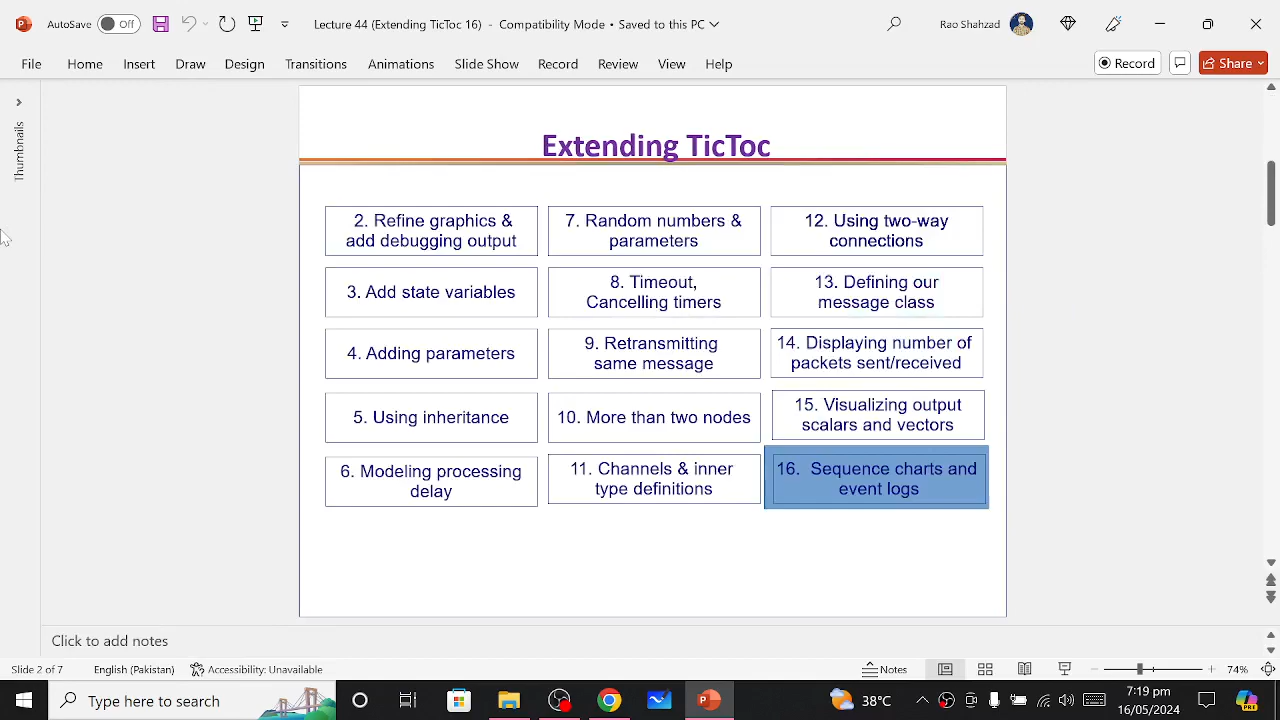 AutoSave Off Lecture 44 (Extending TicToc 16) - Compatibility Mode • Saved to this PC Rao Shahzad
File Home Insert Draw Design Transitions Animations Slide Show Record Review View Help Record Share
Thumbnails
Extending TicToc
2. Refine graphics &
add debugging output
3. Add state variables
4. Adding parameters
5. Using inheritance
6. Modeling processing
delay
7. Random numbers &
parameters
8. Timeout,
Cancelling timers
9. Retransmitting
same message
10. More than two nodes
11. Channels & inner
type definitions
12. Using two-way
connections
13. Defining our
message class
14. Displaying number of
packets sent/received
15. Visualizing output
scalars and vectors
16. Sequence charts and
event logs
Click to add notes
Slide 2 of 7 English (Pakistan) Accessibility: Unavailable Notes 74%
Type here to search 38°C 7:19 pm
16/05/2024
PRE